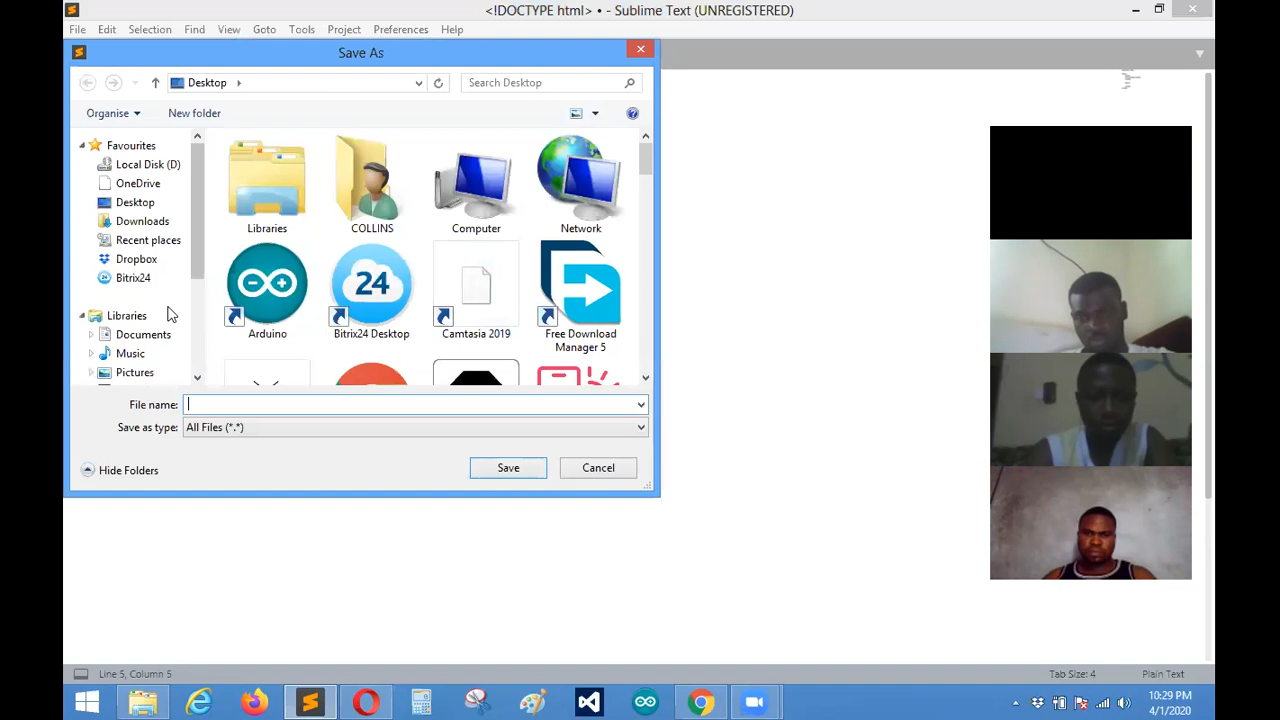 <!DOCTYPE html> • - Sublime Text (UNREGISTERED)
File Edit Selection Find View Goto Tools Project Preferences Help
Save As
Desktop
Search Desktop
Organise
New folder
Favourites
Local Disk (D)
OneDrive
Desktop
Downloads
Recent places
Dropbox
Bitrix24
Libraries
Documents
Music
Pictures
Libraries
COLLINS
Computer
Network
24
Arduino
Bitrix24 Desktop
Camtasia 2019
Free Download
Manager 5
File name:
Save as type: All Files (*.*)
Hide Folders
Save
Cancel
Line 5, Column 5
Tab Size: 4
Plain Text
10:29 PM
4/1/2020